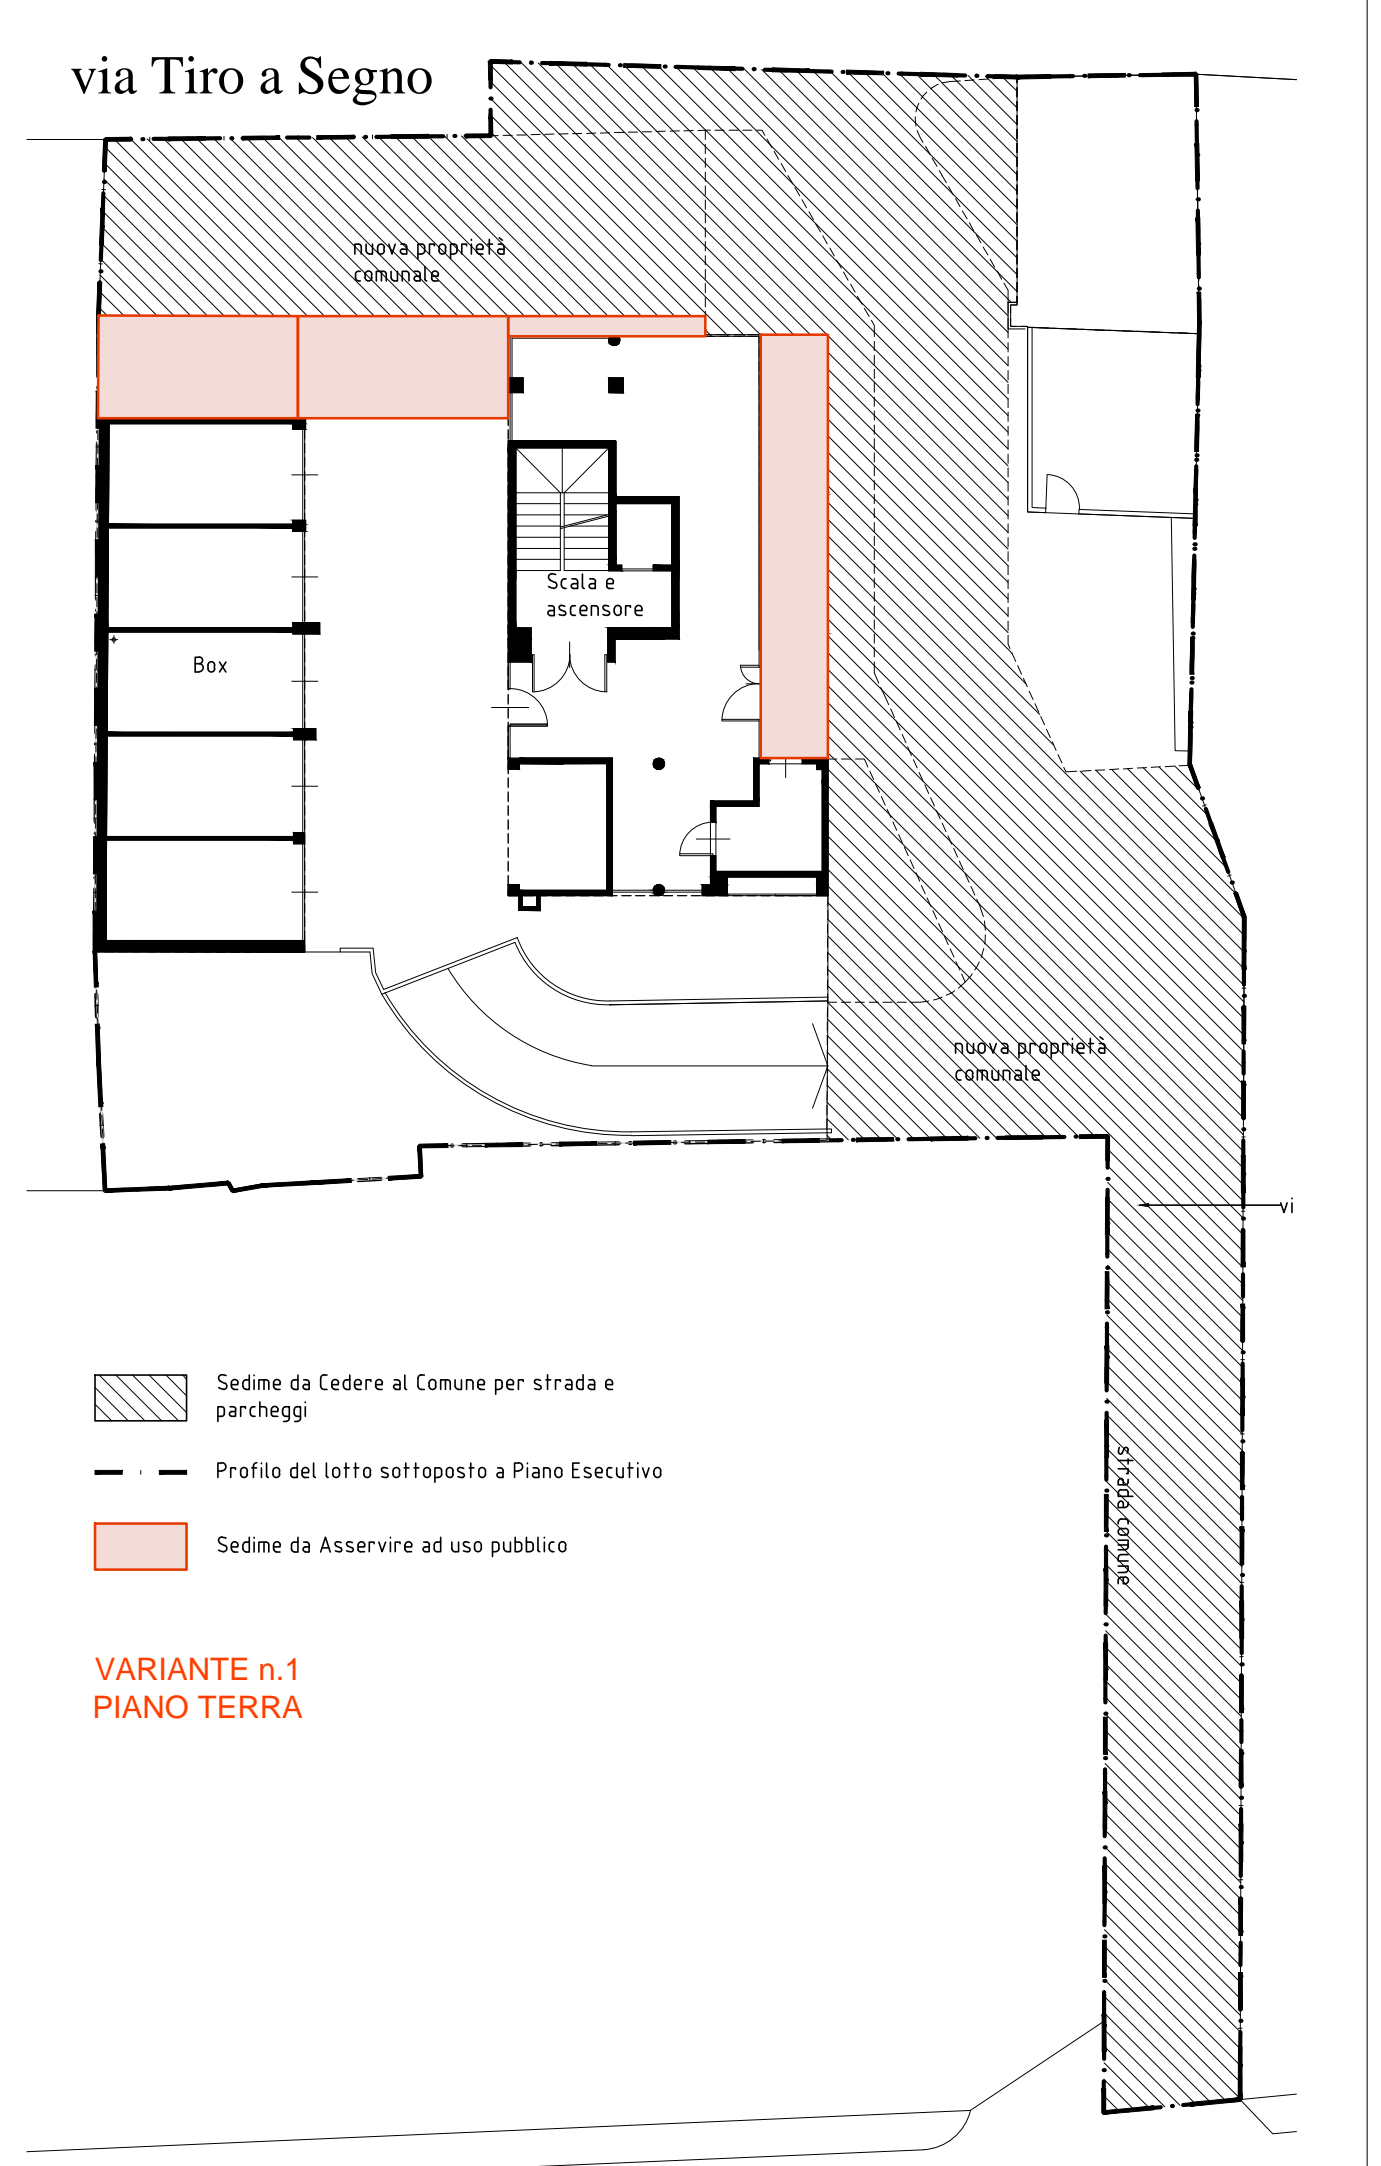 via Tiro a Segno
nuova proprietà
comunale
Scala e
ascensore
Box
nuova proprietà
comunale
vi
Sedime da Cedere al Comune per strada e
parcheggi
strada comune
Profilo del lotto sottoposto a Piano Esecutivo
Sedime da Asservire ad uso pubblico
VARIANTE n.1
PIANO TERRA